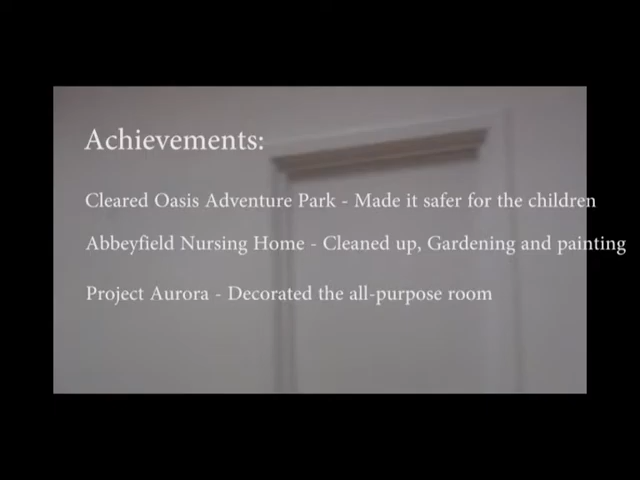 Achievements:
Cleared Oasis Adventure Park - Made it safer for the children
Abbeyfield Nursing Home - Cleaned up, Gardening and painting
Project Aurora - Decorated the all-purpose room